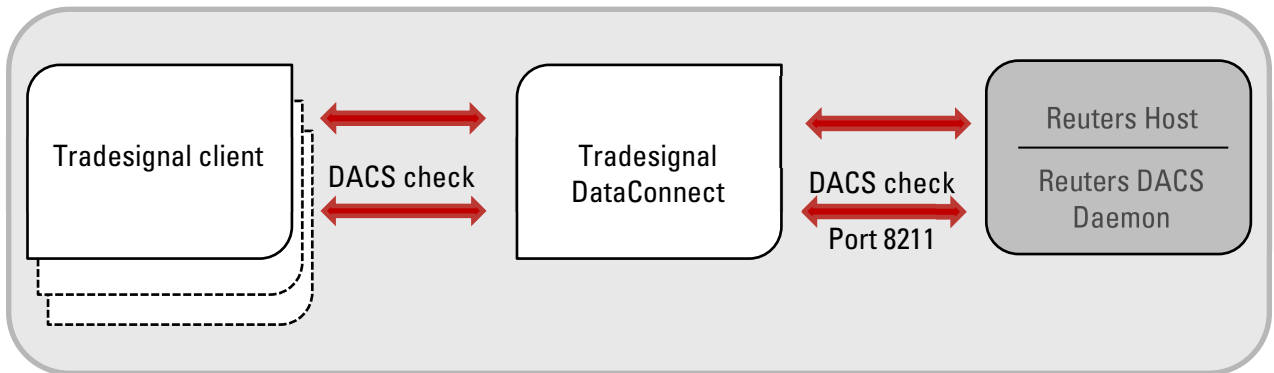 Tradesignal client
DACS check
Tradesignal
DataConnect
DACS check
Port 8211
Reuters Host
Reuters DACS
Daemon